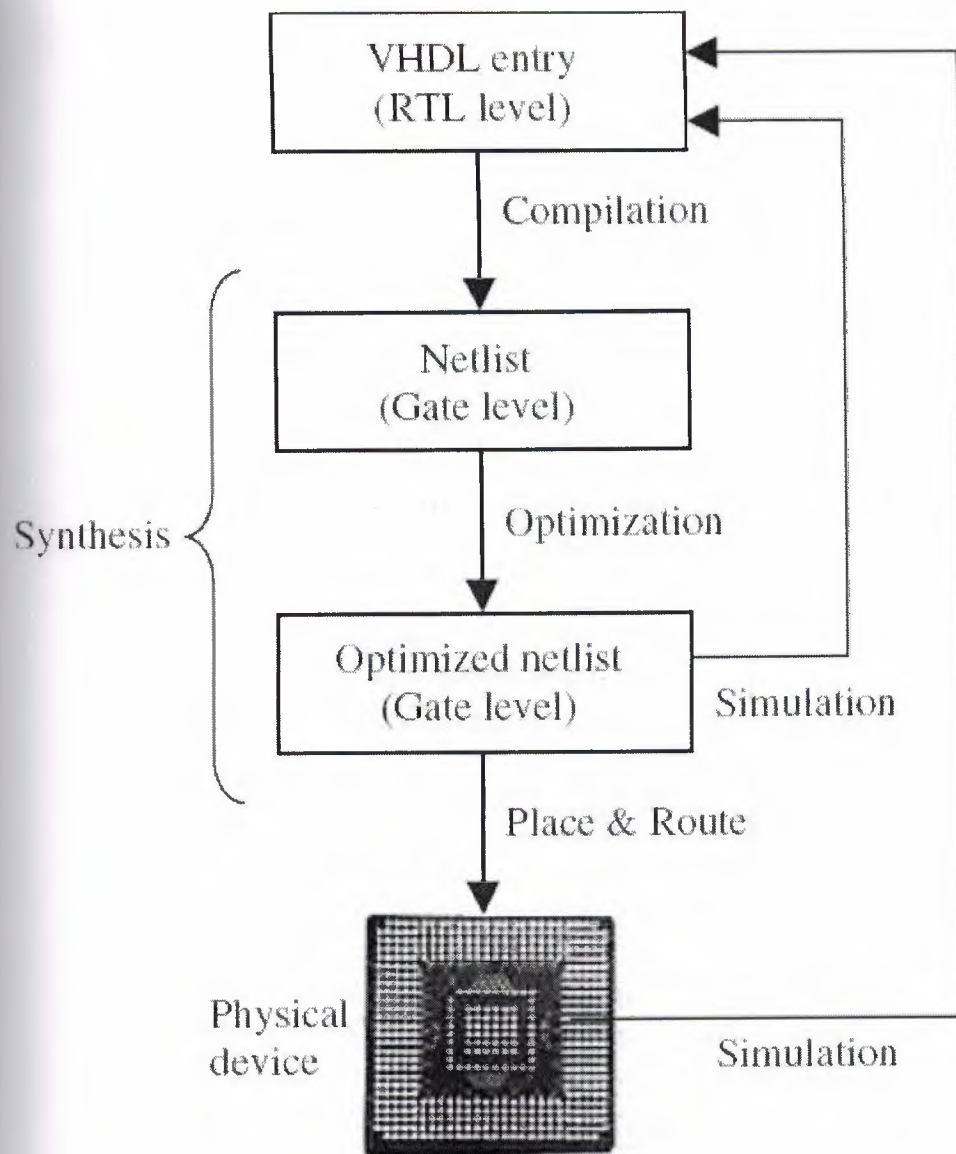 VHDL entry
(RTL level)
Compilation
Netlist
(Gate level)
Synthesis
Optimization
Optimized netlist
(Gate level)
Simulation
Place & Route
Physical
device
Simulation